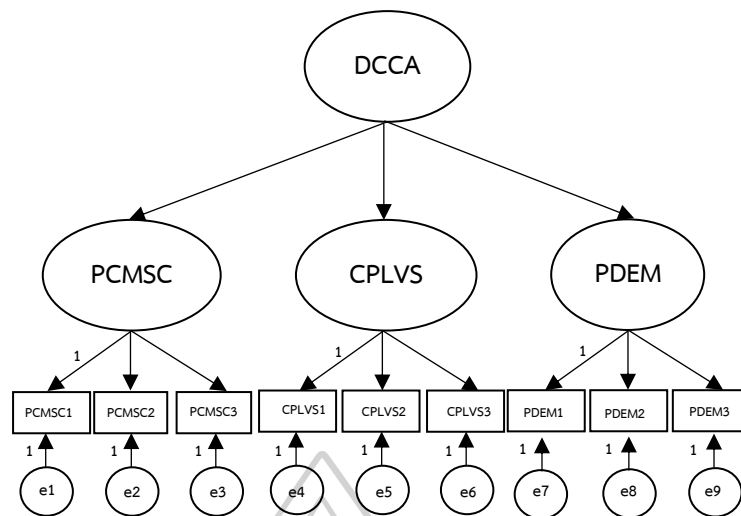 DCCA
PCMSC CPLVS PDEM
1 1 1
PCMSC1 PCMSC2 PCMSC3 CPLVS1 CPLVS2 CPLVS3 PDEM1 PDEM2 PDEM3
1 1 1 1 1 1 1 1 1
e1 e2 e3 e4 e5 e6 e7 e8 e9